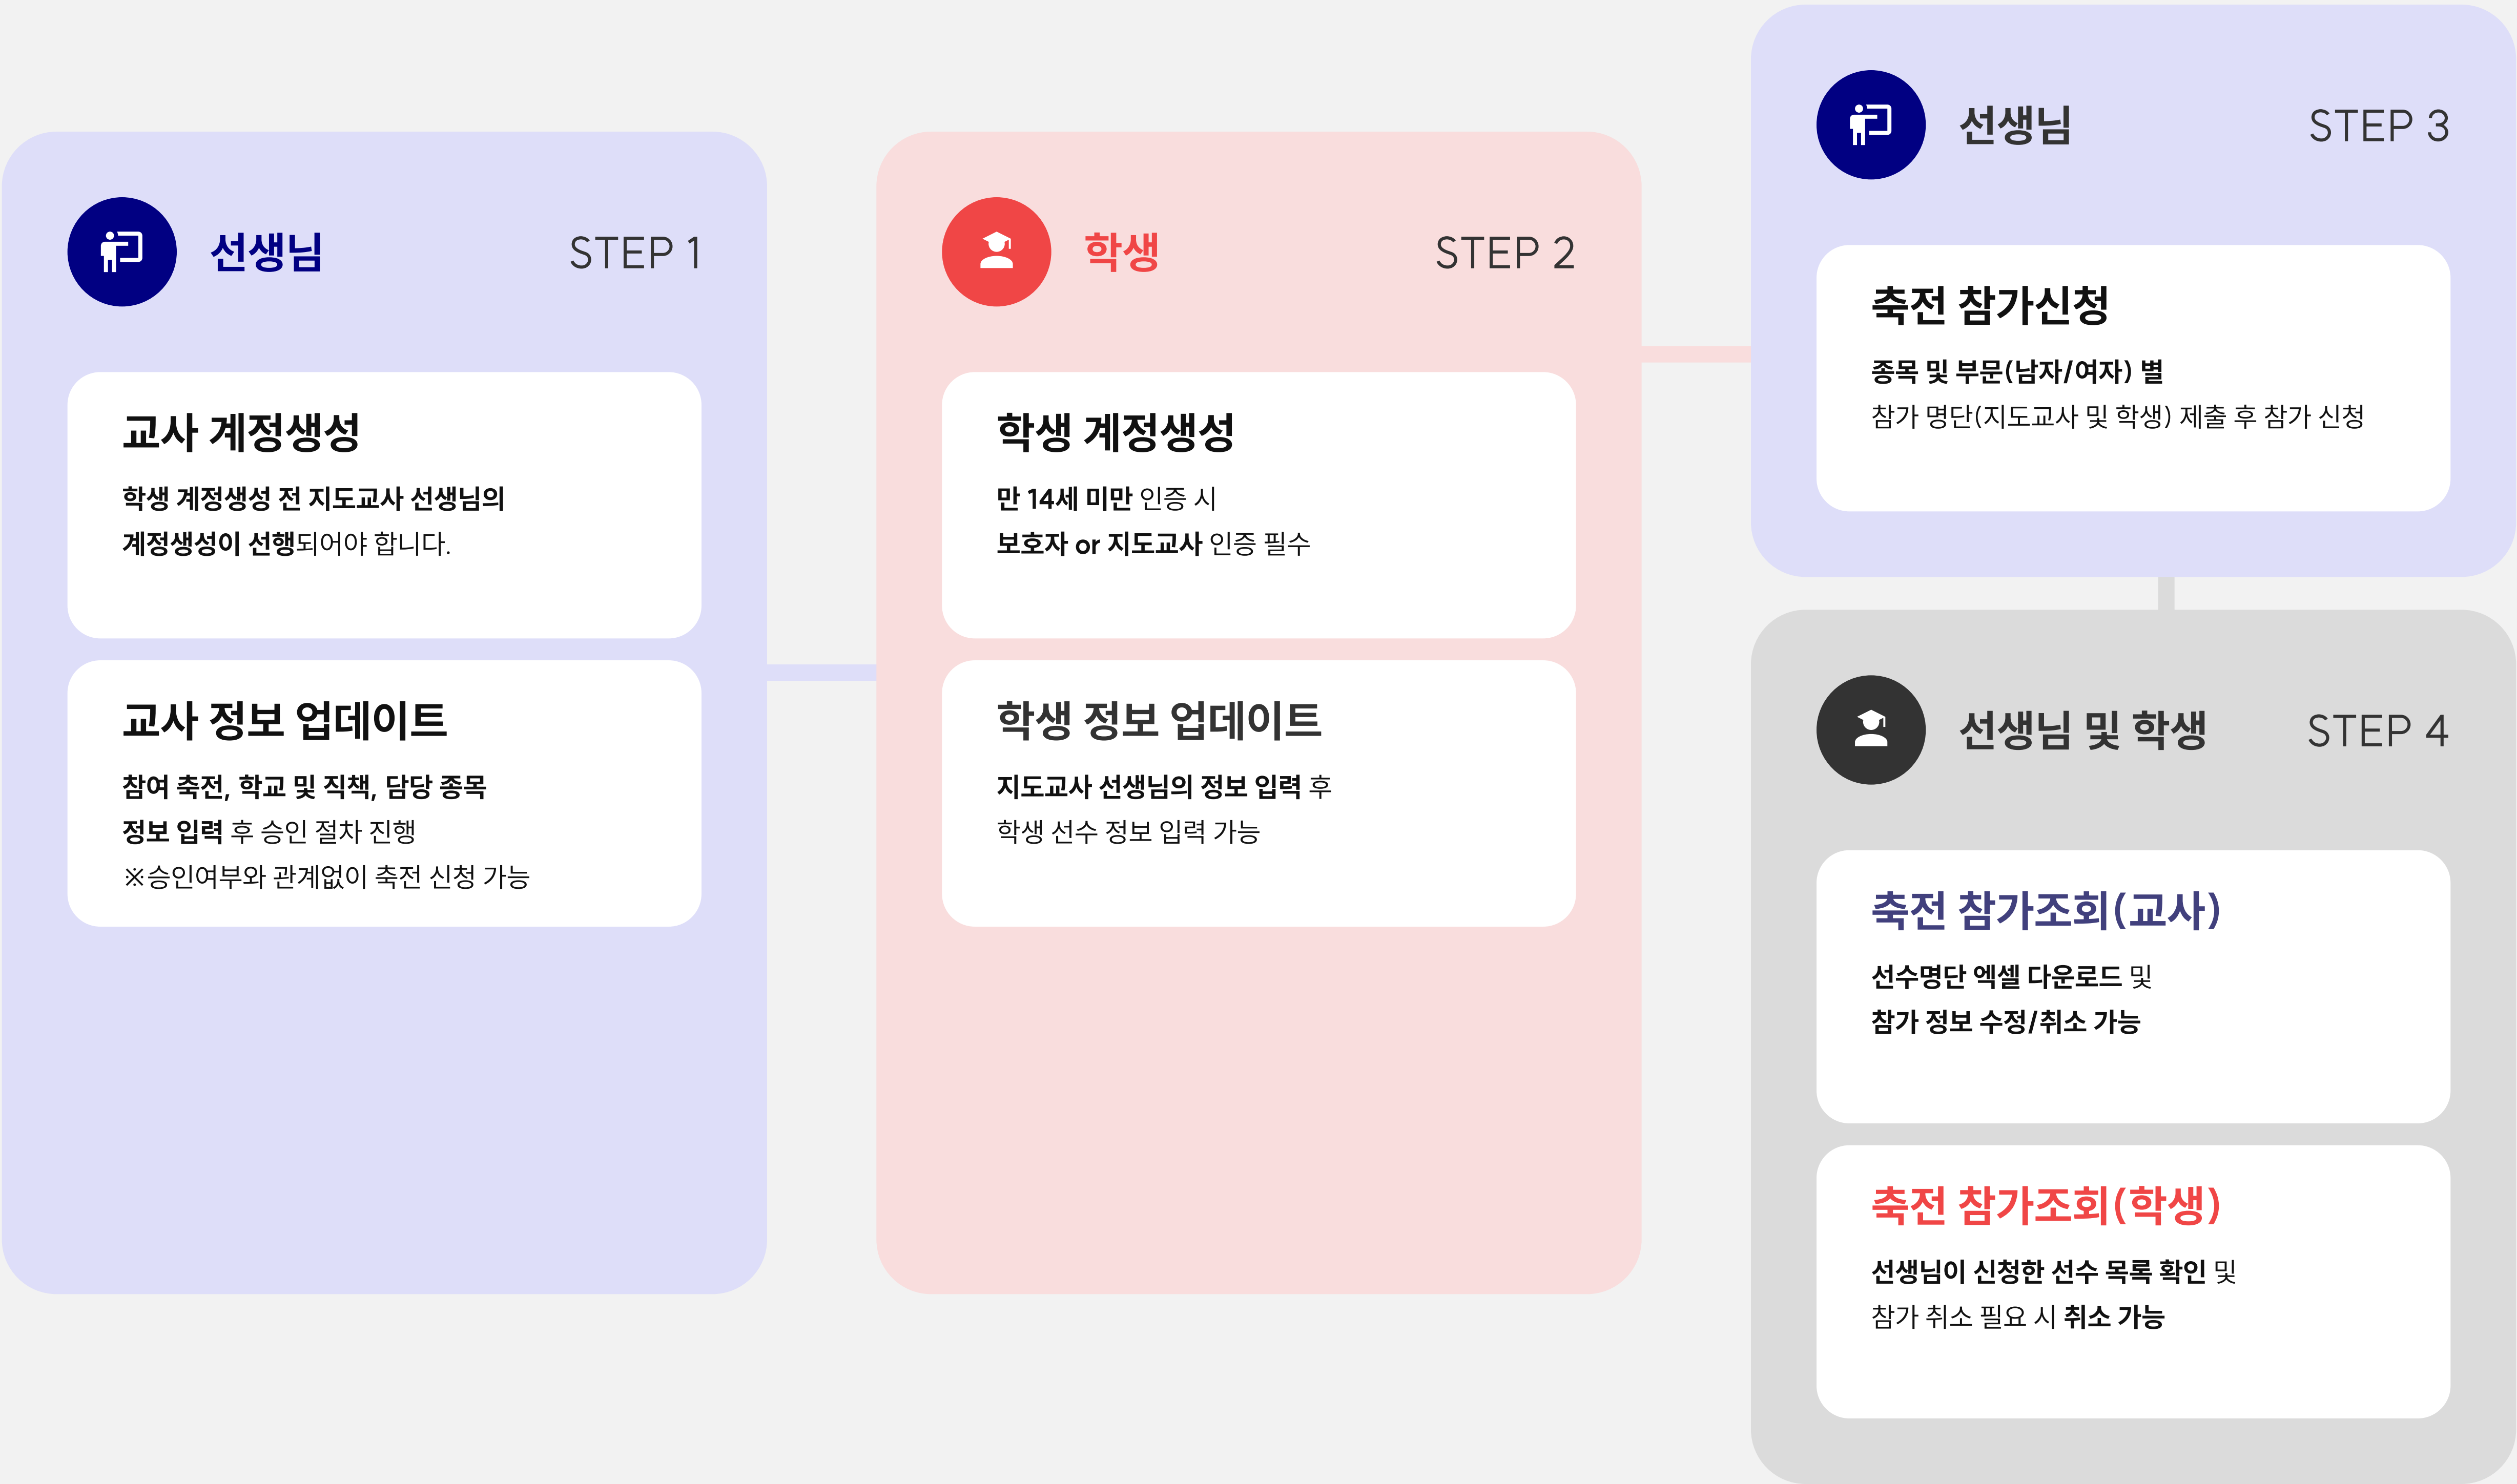 선생님
STEP 1
교사 계정생성
학생 계정생성 전 지도교사 선생님의
계정생성이 선행되어야 합니다.
교사 정보 업데이트
참여 축전, 학교 및 직책, 담당 종목
정보 입력 후 승인 절차 진행
※승인여부와 관계없이 축전 신청 가능
학생
STEP 2
학생 계정생성
만 14세 미만 인증 시
보호자 or 지도교사 인증 필수
학생 정보 업데이트
지도교사 선생님의 정보 입력 후
학생 선수 정보 입력 가능
선생님
STEP 3
축전 참가신청
종목 및 부문(남자/여자) 별
참가 명단(지도교사 및 학생) 제출 후 참가 신청
선생님 및 학생
STEP 4
축전 참가조회(교사)
선수명단 엑셀 다운로드 및
참가 정보 수정/취소 가능
축전 참가조회(학생)
선생님이 신청한 선수 목록 확인 및
참가 취소 필요 시 취소 가능